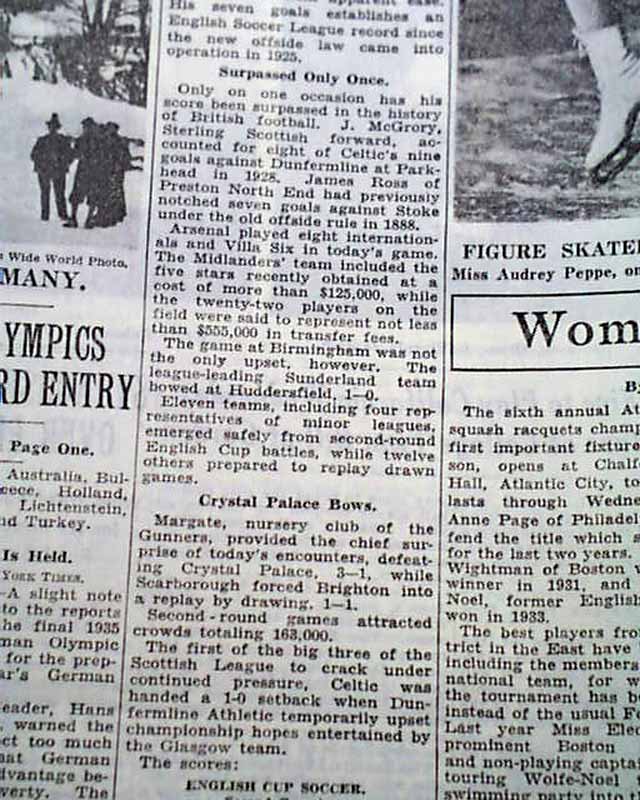 s Wide World Photo.
MANY.
YMPICS
RD ENTRY
Page One.
Australia, Bul-
eece, Holland,
Lichtenstein,
nd Turkey.
Is Held.
YORK TIMES.
—A slight note
to the reports
he final 1935
man Olympic
for the prep-
ar's German
eader, Hans
warned the
ct too much
hat German
dvantage be-
verty. The
His seven goals establishes an
English Soccer League record since
the new offside law came into
operation in 1925.
Surpassed Only Once.
Only on one occasion has his
score been surpassed in the history
of British football. J. McGrory,
Sterling Scottish forward, ac-
counted for eight of Celtic's nine
goals against Dunfermline at Park-
head in 1928. James Ross of
Preston North End had previously
notched seven goals against Stoke
under the old offside rule in 1888.
Arsenal played eight internation-
als and Villa Six in today's game.
The Midlanders' team included the
five stars recently obtained at a
cost of more than $125,000, while
the twenty-two players on the
field were said to represent not less
than $555,000 in transfer fees.
The game at Birmingham was not
the only upset, however. The
league-leading Sunderland team
bowed at Huddersfield, 1—0.
Eleven teams, including four rep-
resentatives of minor leagues,
emerged safely from second-round
English Cup battles, while twelve
others prepared to replay drawn
games.
Crystal Palace Bows.
Margate, nursery club of the
Gunners, provided the chief sur-
prise of today's encounters, defeat-
ing Crystal Palace, 3—1, while
Scarborough forced Brighton into
a replay by drawing, 1—1.
Second-round games attracted
crowds totaling 163,000.
The first of the big three of the
Scottish League to crack under
continued pressure, Celtic was
handed a 1-0 setback when Dun-
fermline Athletic temporarily upset
championship hopes entertained by
the Glasgow team.
The scores:
ENGLISH CUP SOCCER.
FIGURE SKATE
Miss Audrey Peppe, on
Wom
B
The sixth annual A
squash racquets champ
first important fixture
son, opens at Chalf
Hall, Atlantic City, to
lasts through Wedne
Anne Page of Philadel
fend the title which s
for the last two years.
Wightman of Boston w
winner in 1931, and
Noel, former English
won in 1933.
The best players fro
trict in the East have
including the members
national team, for w
the tournament has b
instead of the usual F
Last year Miss Elec
prominent Boston
and non-playing captai
touring Wolfe-Noel
swimming party into t